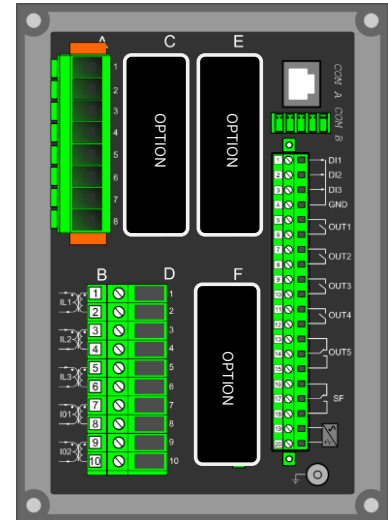 A C E
COM A
COM B
1
2
3
4
5
6
7
8
OPTION
OPTION
1 DI1
2 DI2
3 DI3
4 GND
5
6 OUT1
7
8 OUT2
9
10 OUT3
11
12 OUT4
13
14 OUT5
15
16
17 SF
18
19
20
B D F
IL1 1 1
2 2
IL2 3 3
4 4
IL3 5 5
6 6
I01 7 7
8 8
I02 9 9
10 10
OPTION